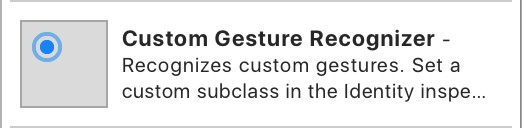 Custom Gesture Recognizer -
Recognizes custom gestures. Set a
custom subclass in the Identity inspe...